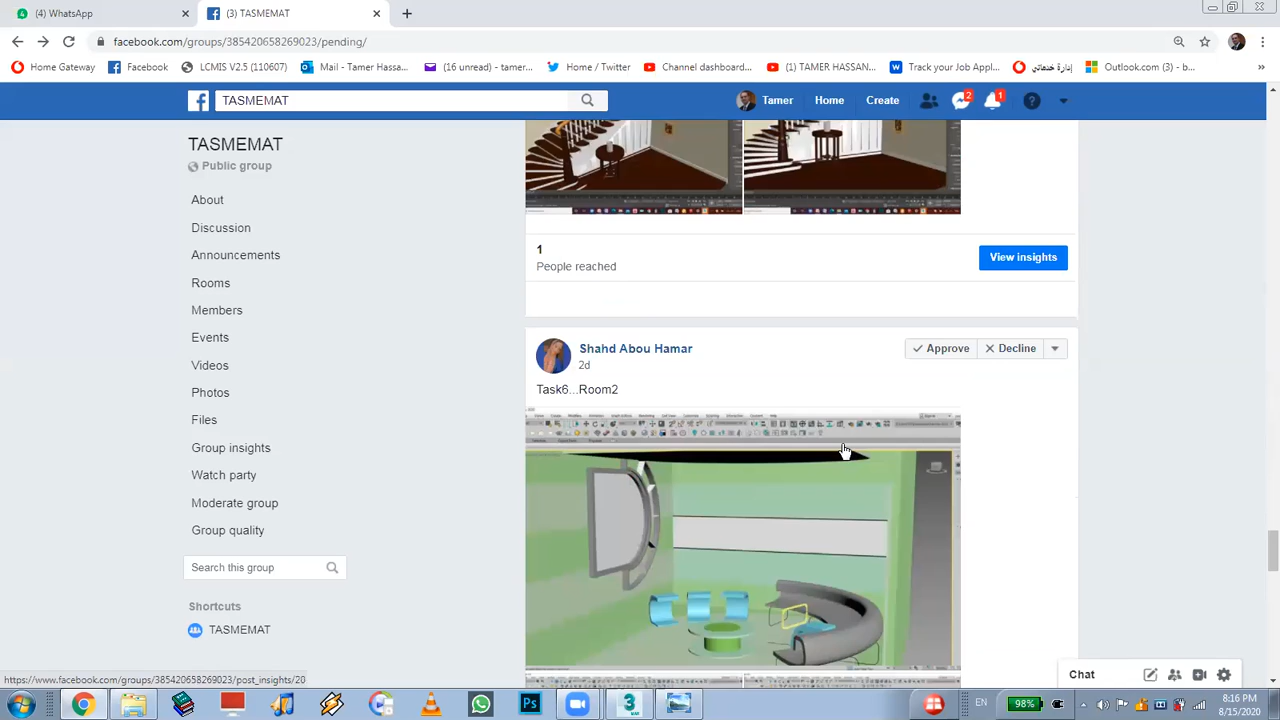 (4) WhatsApp
(3) TASMEMAT
facebook.com/groups/385420658269023/pending/
Home Gateway
Facebook
LCMIS V2.5 (110607)
Mail - Tamer Hassa...
(16 unread) - tamer...
Home / Twitter
Channel dashboard...
(1) TAMER HASSAN...
Track your Job Appl...
إدارة خدماتي
Outlook.com (3) - b...
»
TASMEMAT
Tamer
Home
Create
2
1
TASMEMAT
Public group
About
Discussion
Announcements
Rooms
Members
Events
Videos
Photos
Files
Group insights
Watch party
Moderate group
Group quality
Search this group
Shortcuts
TASMEMAT
1
People reached
View insights
Shahd Abou Hamar
2d
Approve
Decline
Task6...Room2
Chat
https://www.facebook.com/groups/385420658269023/post_insights/20
Ps
3
MAX
EN
98%
8:16 PM
8/15/2020